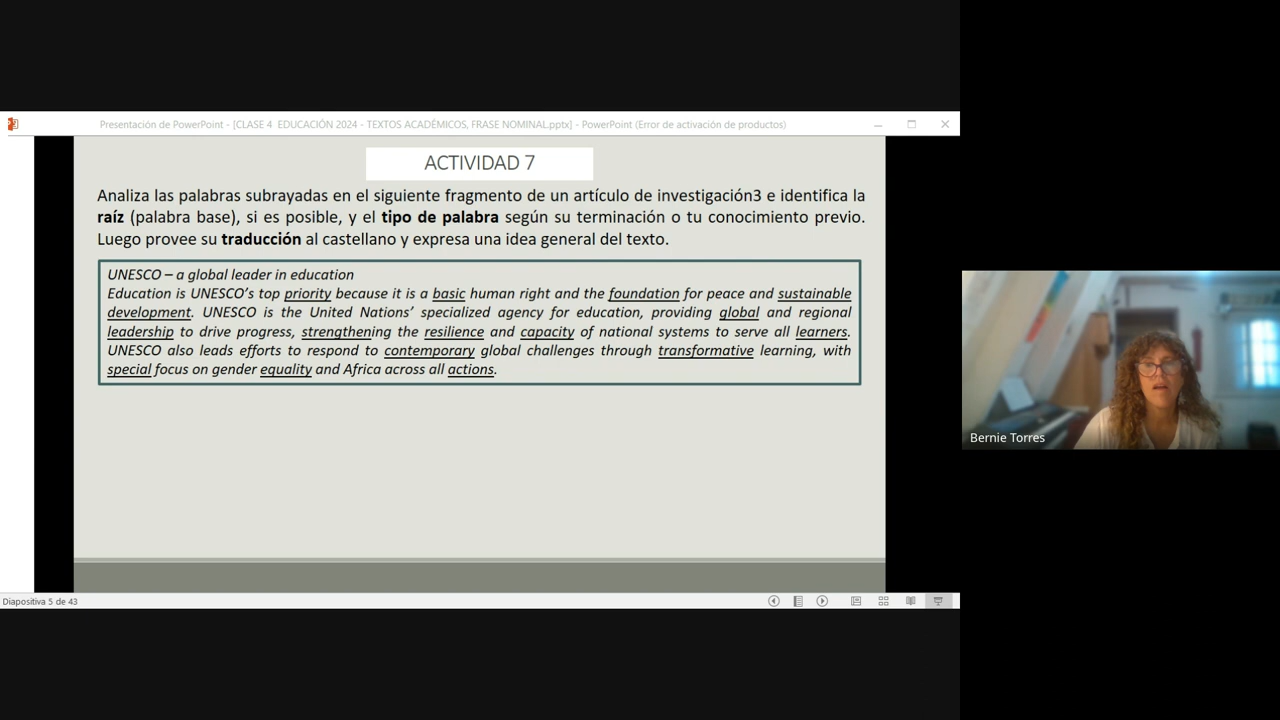 Presentación de PowerPoint - [CLASE 4 EDUCACIÓN 2024 - TEXTOS ACADÉMICOS, FRASE NOMINAL.pptx] - PowerPoint (Error de activación de productos)
ACTIVIDAD 7
Analiza las palabras subrayadas en el siguiente fragmento de un artículo de investigación3 e identifica la
raíz (palabra base), si es posible, y el tipo de palabra según su terminación o tu conocimiento previo.
Luego provee su traducción al castellano y expresa una idea general del texto.
UNESCO – a global leader in education
Education is UNESCO's top priority because it is a basic human right and the foundation for peace and sustainable
development. UNESCO is the United Nations' specialized agency for education, providing global and regional
leadership to drive progress, strengthening the resilience and capacity of national systems to serve all learners.
UNESCO also leads efforts to respond to contemporary global challenges through transformative learning, with
special focus on gender equality and Africa across all actions.
Bernie Torres
Diapositiva 5 de 43